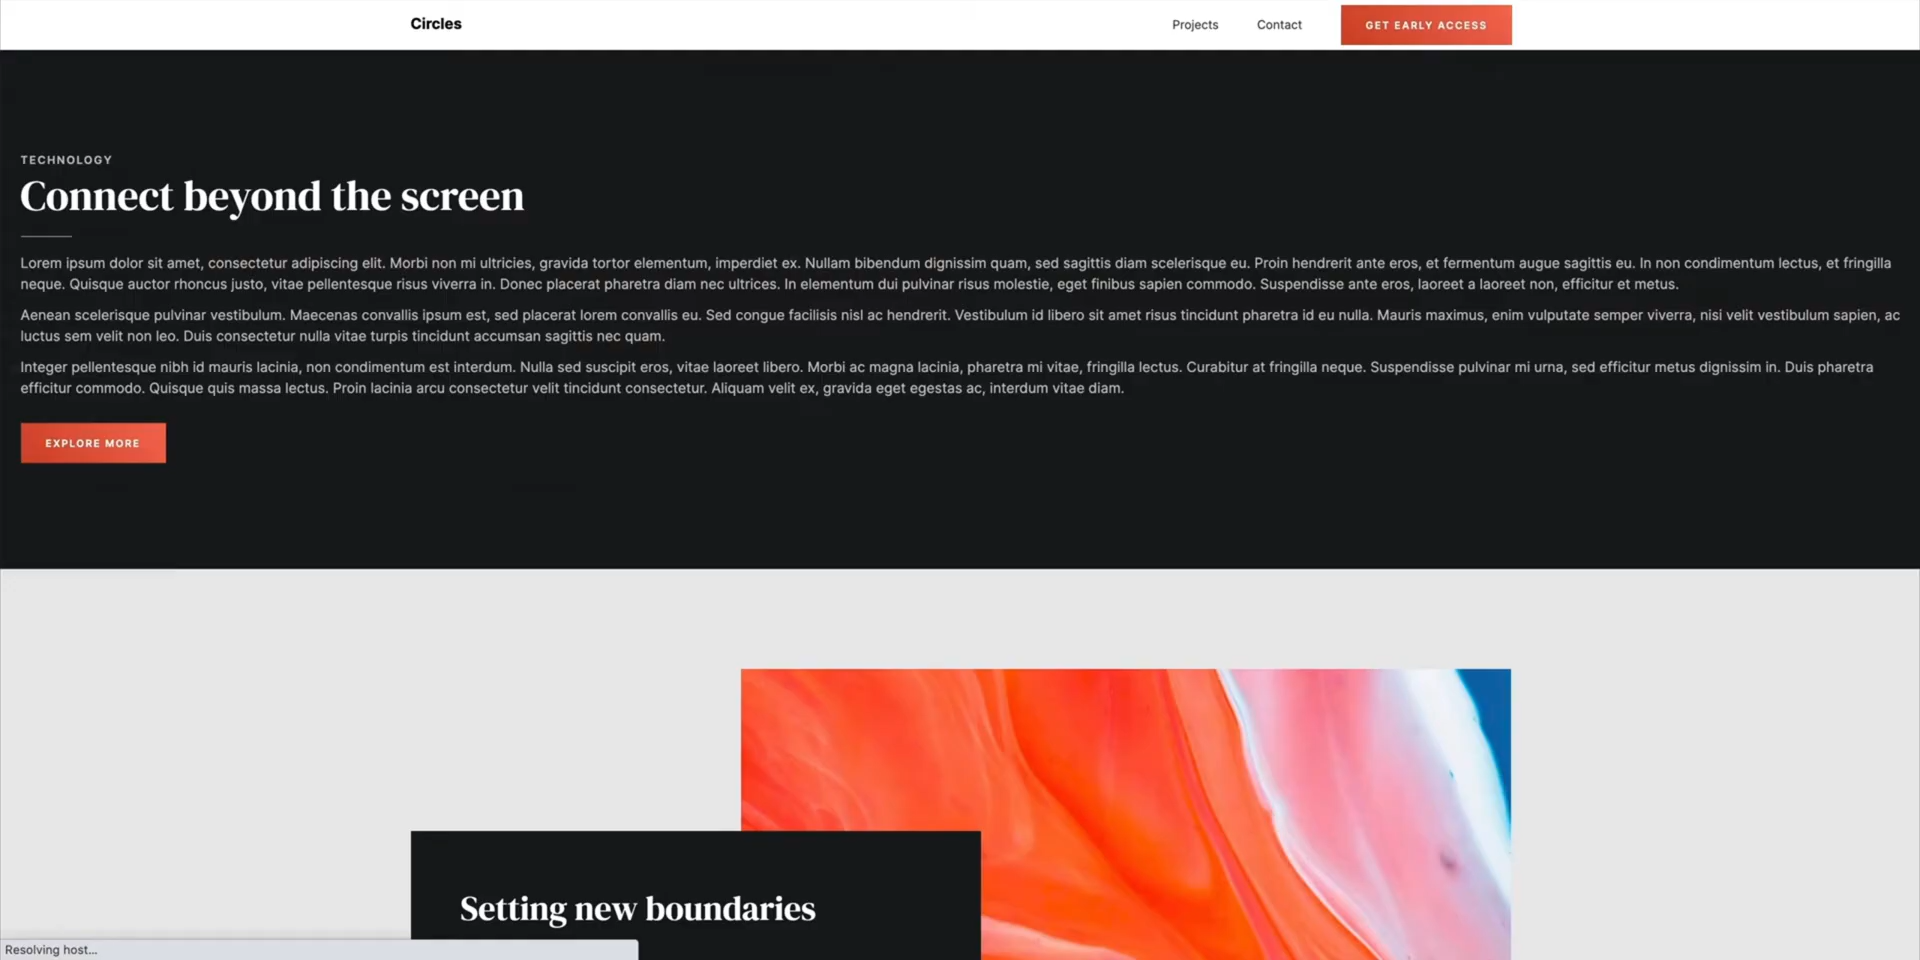 Circles
Projects
Contact
GET EARLY ACCESS
TECHNOLOGY
Connect beyond the screen
Lorem ipsum dolor sit amet, consectetur adipiscing elit. Morbi non mi ultricies, gravida tortor elementum, imperdiet ex. Nullam bibendum dignissim quam, sed sagittis diam scelerisque eu. Proin hendrerit ante eros, et fermentum augue sagittis eu. In non condimentum lectus, et fringilla
neque. Quisque auctor rhoncus justo, vitae pellentesque risus viverra in. Donec placerat pharetra diam nec ultrices. In elementum dui pulvinar risus molestie, eget finibus sapien commodo. Suspendisse ante eros, laoreet a laoreet non, efficitur et metus.
Aenean scelerisque pulvinar vestibulum. Maecenas convallis ipsum est, sed placerat lorem convallis eu. Sed congue facilisis nisl ac hendrerit. Vestibulum id libero sit amet risus tincidunt pharetra id eu nulla. Mauris maximus, enim vulputate semper viverra, nisi velit vestibulum sapien, ac
luctus sem velit non leo. Duis consectetur nulla vitae turpis tincidunt accumsan sagittis nec quam.
Integer pellentesque nibh id mauris lacinia, non condimentum est interdum. Nulla sed suscipit eros, vitae laoreet libero. Morbi ac magna lacinia, pharetra mi vitae, fringilla lectus. Curabitur at fringilla neque. Suspendisse pulvinar mi urna, sed efficitur metus dignissim in. Duis pharetra
efficitur commodo. Quisque quis massa lectus. Proin lacinia arcu consectetur velit tincidunt consectetur. Aliquam velit ex, gravida eget egestas ac, interdum vitae diam.
EXPLORE MORE
Setting new boundaries
Resolving host...